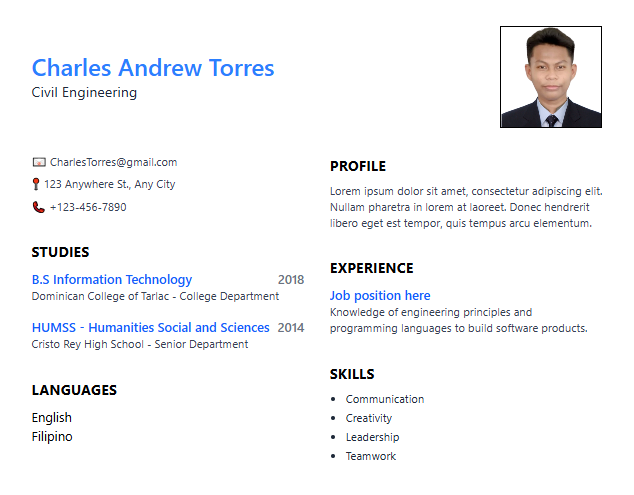 Charles Andrew Torres
Civil Engineering
CharlesTorres@gmail.com
123 Anywhere St., Any City
+123-456-7890
STUDIES
B.S Information Technology 2018
Dominican College of Tarlac - College Department
HUMSS - Humanities Social and Sciences 2014
Cristo Rey High School - Senior Department
LANGUAGES
English
Filipino
PROFILE
Lorem ipsum dolor sit amet, consectetur adipiscing elit.
Nullam pharetra in lorem at laoreet. Donec hendrerit
libero eget est tempor, quis tempus arcu elementum.
EXPERIENCE
Job position here
Knowledge of engineering principles and
programming languages to build software products.
SKILLS
• Communication
• Creativity
• Leadership
• Teamwork